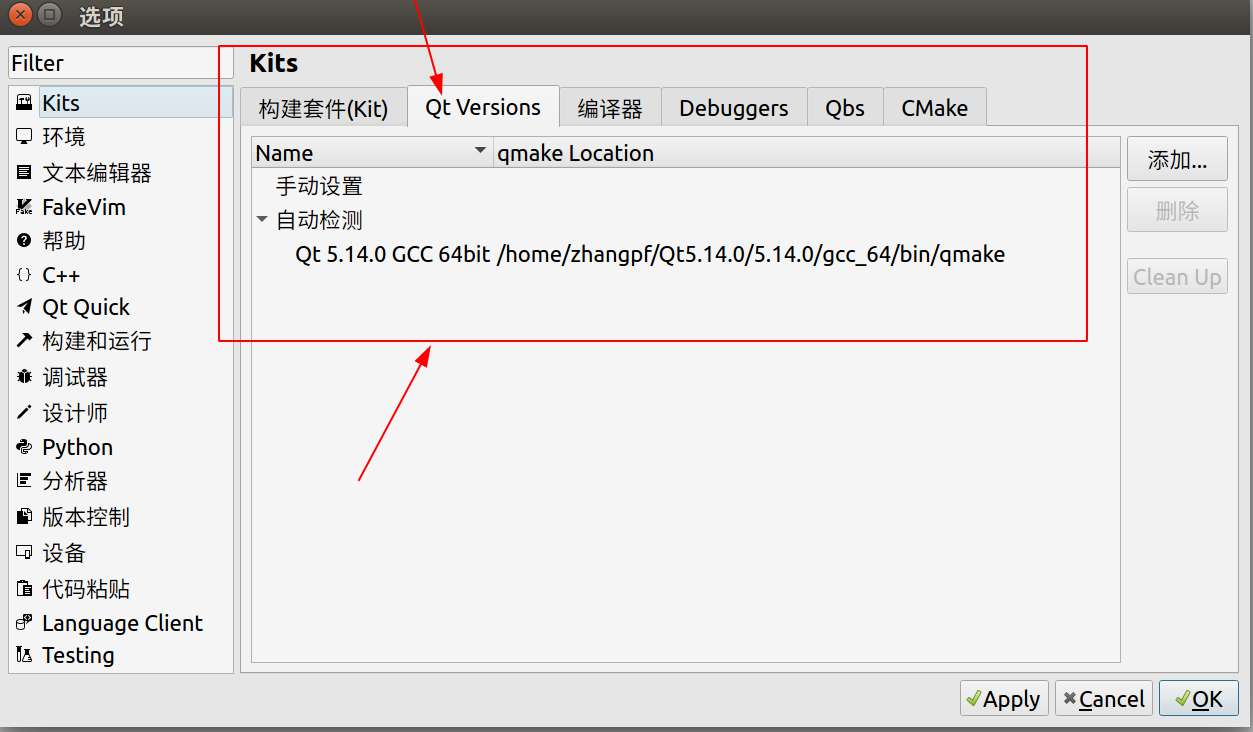 选项
Filter
Kits
环境
文本编辑器
FakeVim
帮助
C++
Qt Quick
构建和运行
调试器
设计师
Python
分析器
版本控制
设备
代码粘贴
Language Client
Testing
Kits
构建套件(Kit) Qt Versions 编译器 Debuggers Qbs CMake
Name qmake Location
手动设置
自动检测
Qt 5.14.0 GCC 64bit /home/zhangpf/Qt5.14.0/5.14.0/gcc_64/bin/qmake
添加...
删除
Clean Up
Apply Cancel OK